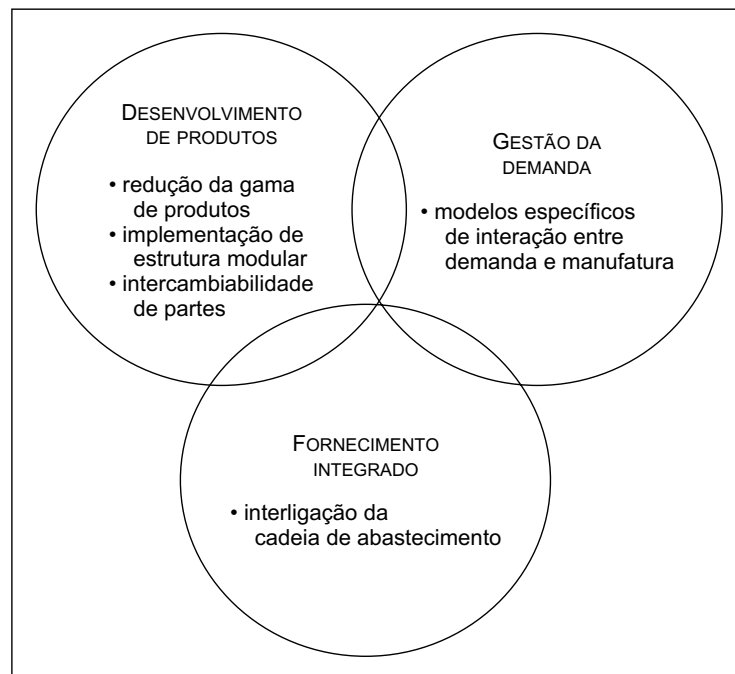 DESENVOLVIMENTO
DE PRODUTOS
• redução da gama
de produtos
• implementação de
estrutura modular
• intercambiabilidade
de partes
GESTÃO DA
DEMANDA
• modelos específicos
de interação entre
demanda e manufatura
FORNECIMENTO
INTEGRADO
• interligação da
cadeia de abastecimento